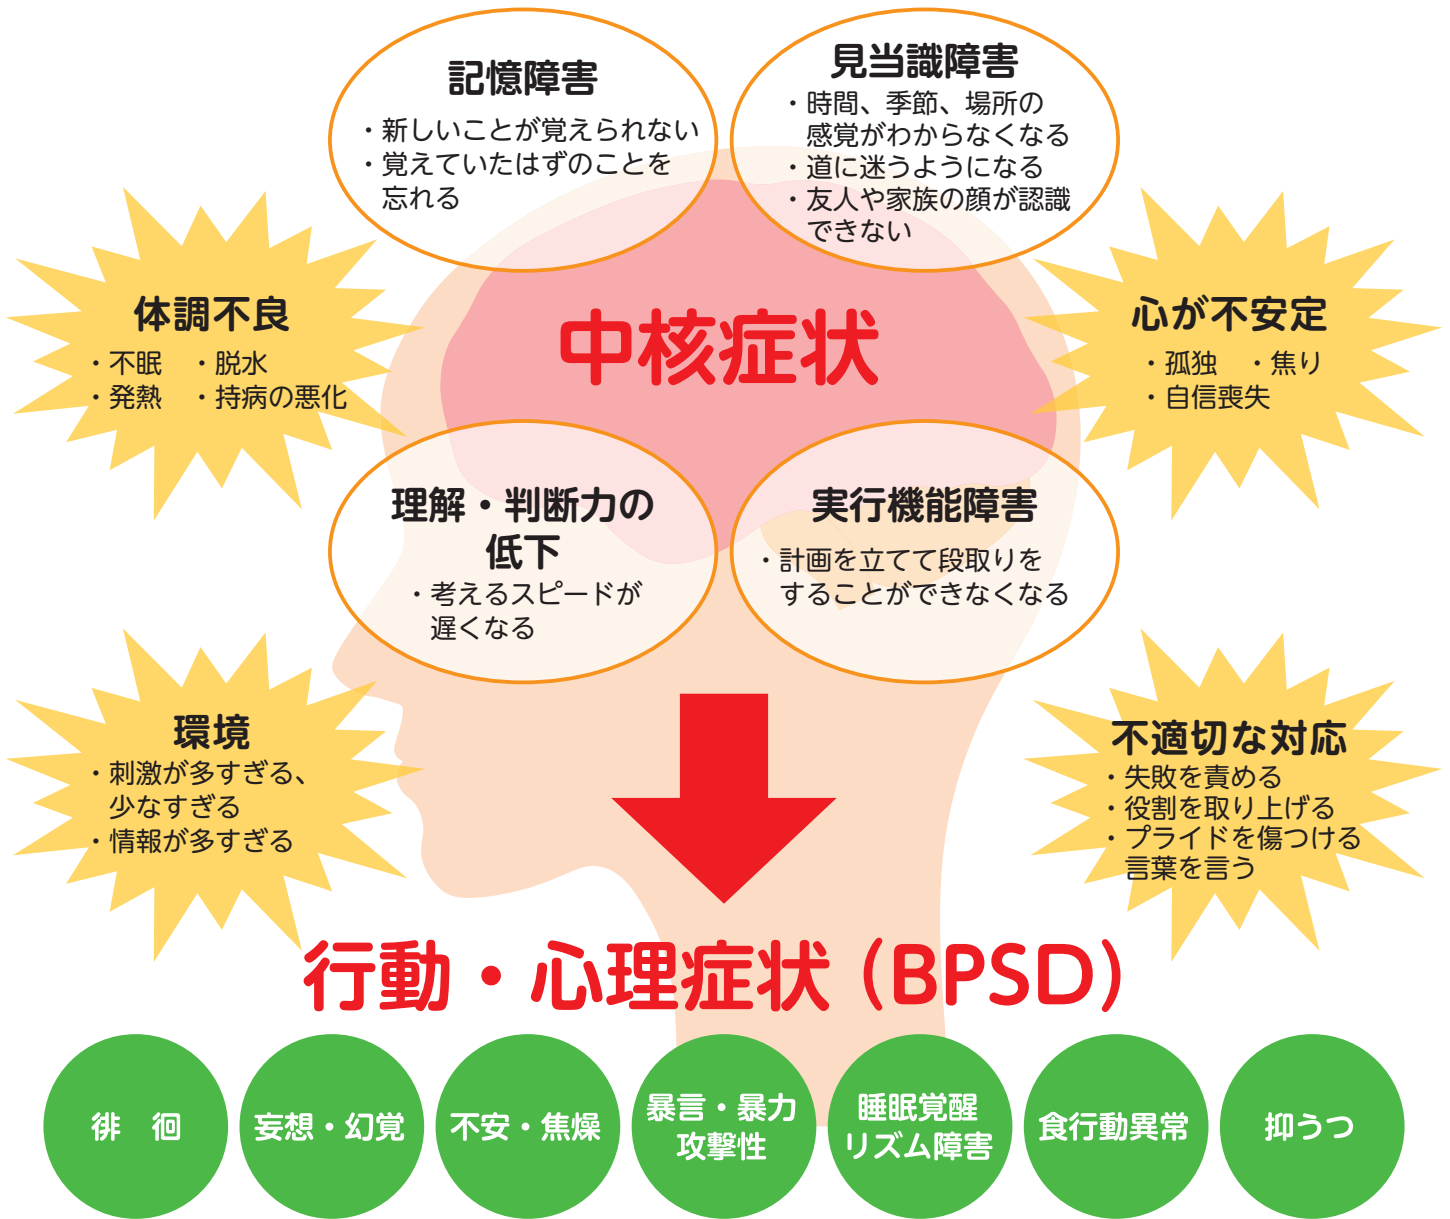 記憶障害
・新しいことが覚えられない
・覚えていたはずのことを
忘れる
見当識障害
・時間、季節、場所の
感覚がわからなくなる
・道に迷うようになる
・友人や家族の顔が認識
できない
体調不良
・不眠　・脱水
・発熱　・持病の悪化
中核症状
心が不安定
・孤独　・焦り
・自信喪失
理解・判断力の
低下
・考えるスピードが
遅くなる
実行機能障害
・計画を立てて段取りを
することができなくなる
環境
・刺激が多すぎる、
少なすぎる
・情報が多すぎる
不適切な対応
・失敗を責める
・役割を取り上げる
・プライドを傷つける
言葉を言う
行動・心理症状（BPSD）
徘　徊
妄想・幻覚
不安・焦燥
暴言・暴力
攻撃性
睡眠覚醒
リズム障害
食行動異常
抑うつ